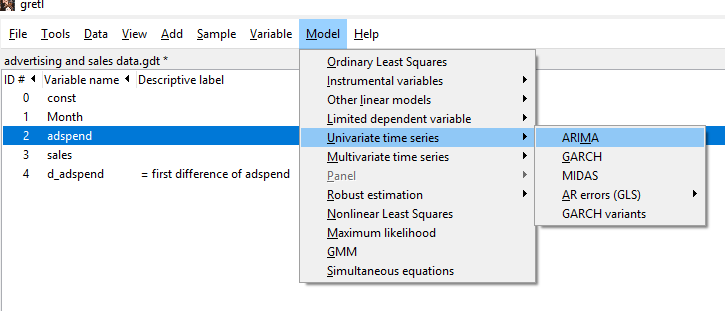 gretl
File Tools Data View Add Sample Variable Model Help
advertising and sales data.gdt *
ID # Variable name Descriptive label
0 const
1 Month
2 adspend
3 sales
4 d_adspend = first difference of adspend
Ordinary Least Squares
Instrumental variables
Other linear models
Limited dependent variable
Univariate time series
Multivariate time series
Panel
Robust estimation
Nonlinear Least Squares
Maximum likelihood
GMM
Simultaneous equations
ARIMA
GARCH
MIDAS
AR errors (GLS)
GARCH variants